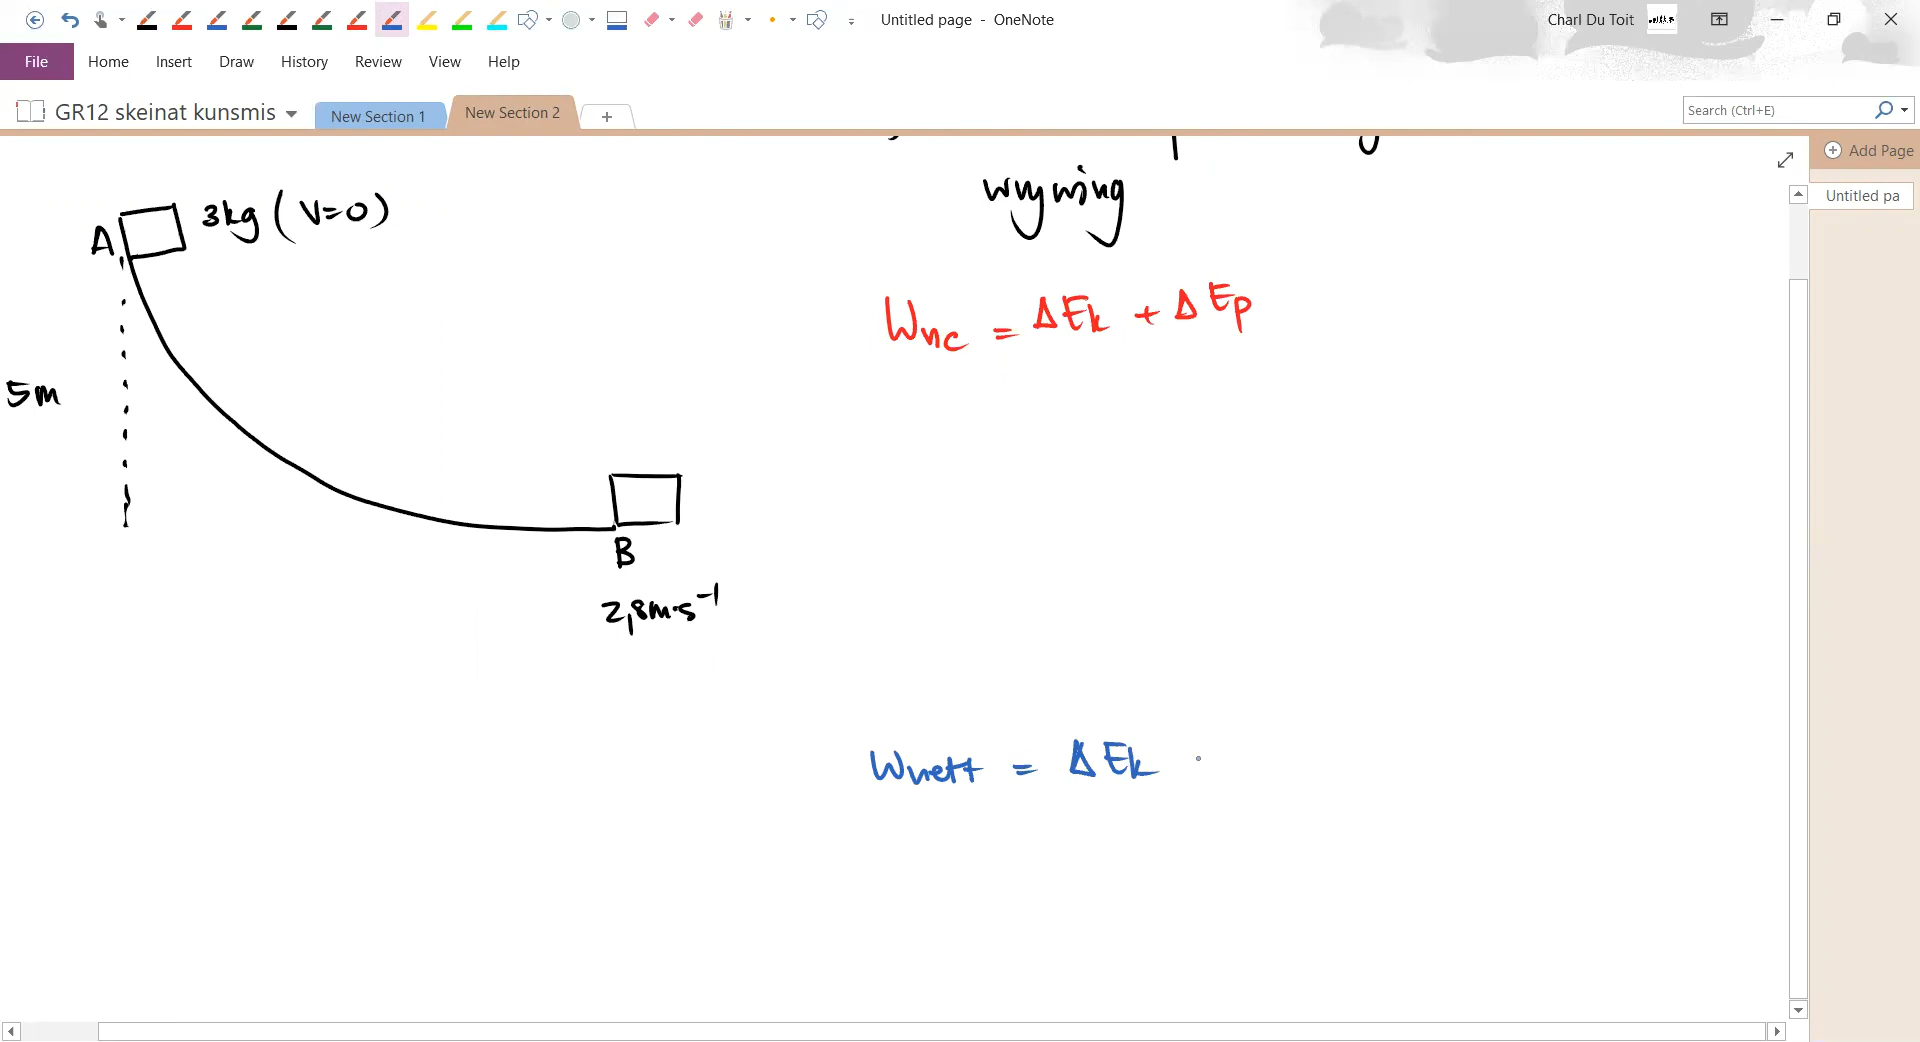 Untitled page - OneNote
Charl Du Toit
File Home Insert Draw History Review View Help
GR12 skeinat kunsmis
New Section 1
New Section 2
+
Search (Ctrl+E)
Add Page
Untitled pa
wrywing
A 3kg (V=0)
Wnc = ΔEk + ΔEp
5m
B
2,8m·s⁻¹
Wnett = ΔEk